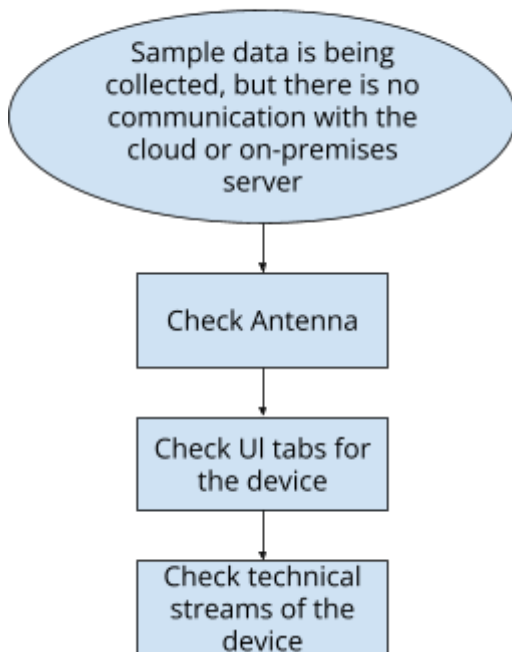 Sample data is being
collected, but there is no
communication with the
cloud or on-premises
server
Check Antenna
Check UI tabs for
the device
Check technical
streams of the
device